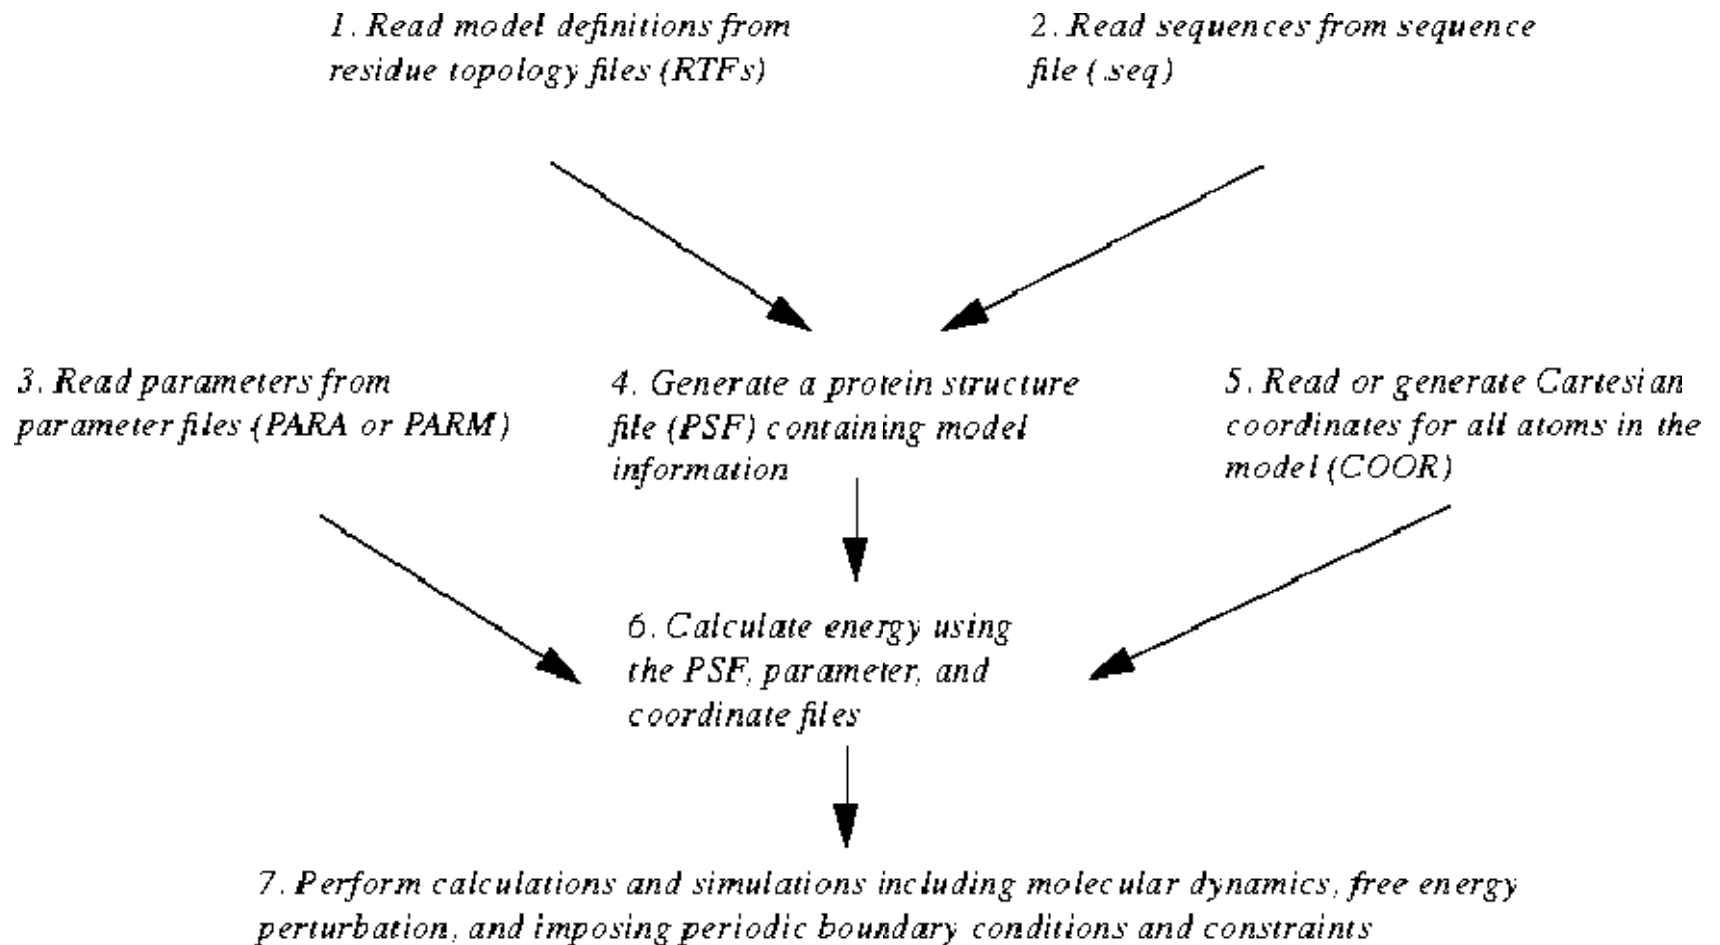 1. Read model definitions from
residue topology files (RTFs)
2. Read sequences from sequence
file (.seq)
3. Read parameters from
parameter files (PARA or PARM)
4. Generate a protein structure
file (PSF) containing model
information
5. Read or generate Cartesian
coordinates for all atoms in the
model (COOR)
6. Calculate energy using
the PSF, parameter, and
coordinate files
7. Perform calculations and simulations including molecular dynamics, free energy
perturbation, and imposing periodic boundary conditions and constraints